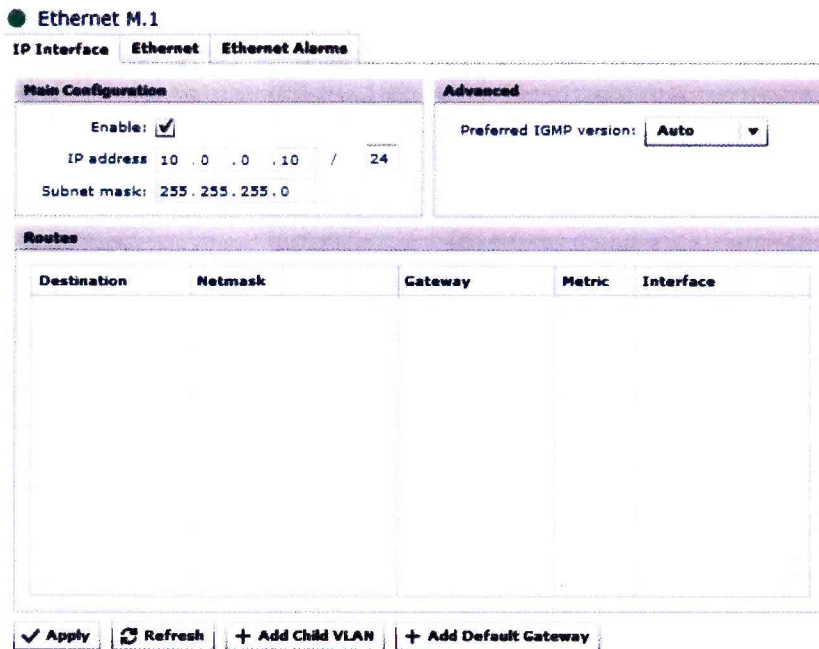 Ethernet M.1
IP Interface Ethernet Ethernet Alarms
Main Configuration
Enable:
IP address 10 . 0 . 0 . 10 / 24
Subnet mask: 255 . 255 . 255 . 0
Advanced
Preferred IGMP version: Auto
Routes
Destination Netmask Gateway Metric Interface
Apply Refresh + Add Child VLAN + Add Default Gateway